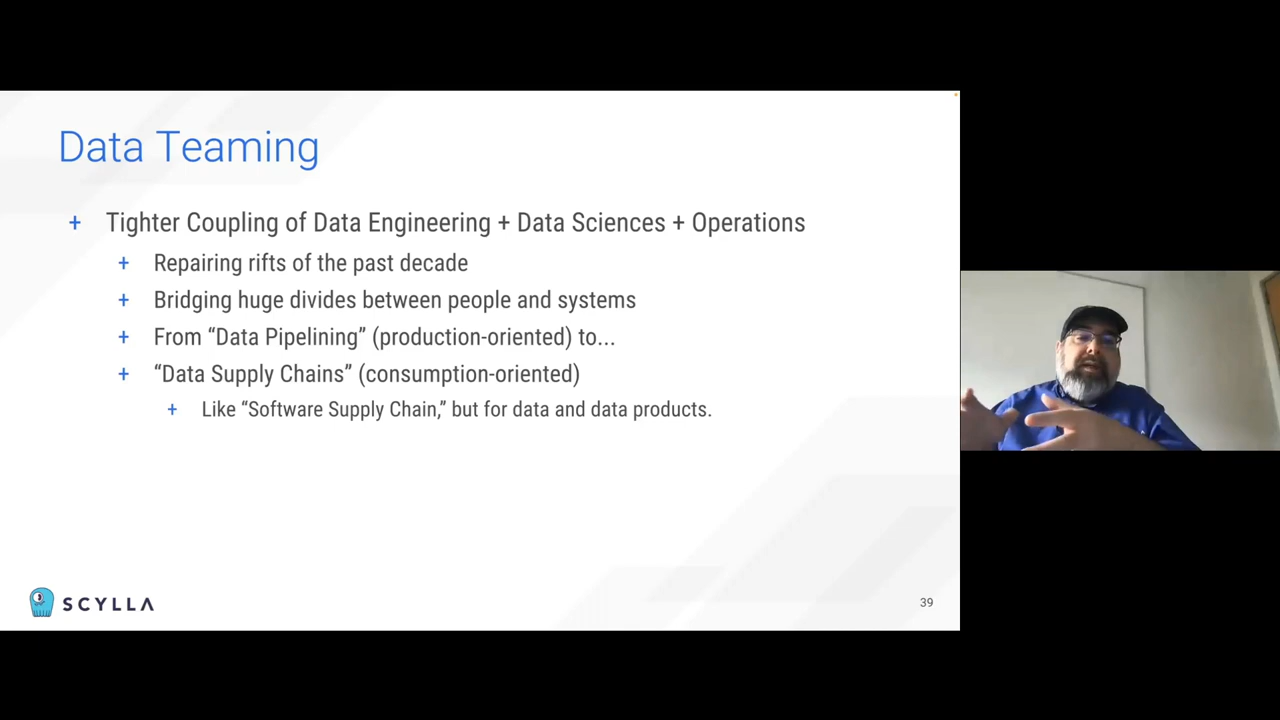 Data Teaming
+ Tighter Coupling of Data Engineering + Data Sciences + Operations
+ Repairing rifts of the past decade
+ Bridging huge divides between people and systems
+ From “Data Pipelining” (production-oriented) to...
+ “Data Supply Chains” (consumption-oriented)
+ Like “Software Supply Chain,” but for data and data products.
SCYLLA
39